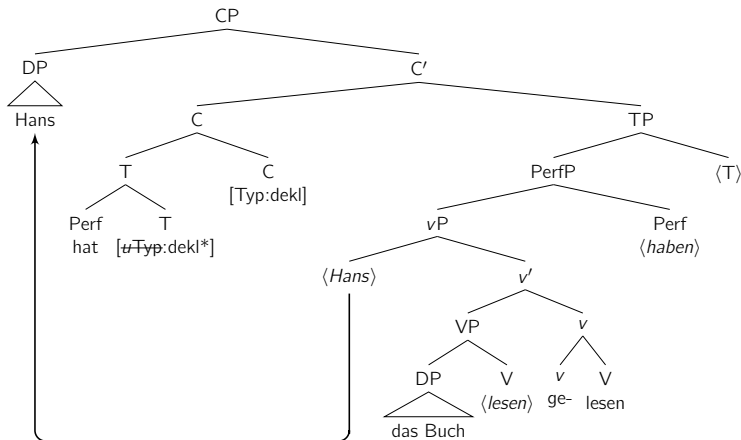 CP
DP C′
Hans C TP
T C PerfP ⟨T⟩
[Typ:dekl]
Perf T vP Perf
hat [uTyp:dekl*] ⟨haben⟩
⟨Hans⟩ v′
VP v
DP V v V
das Buch ⟨lesen⟩ ge- lesen